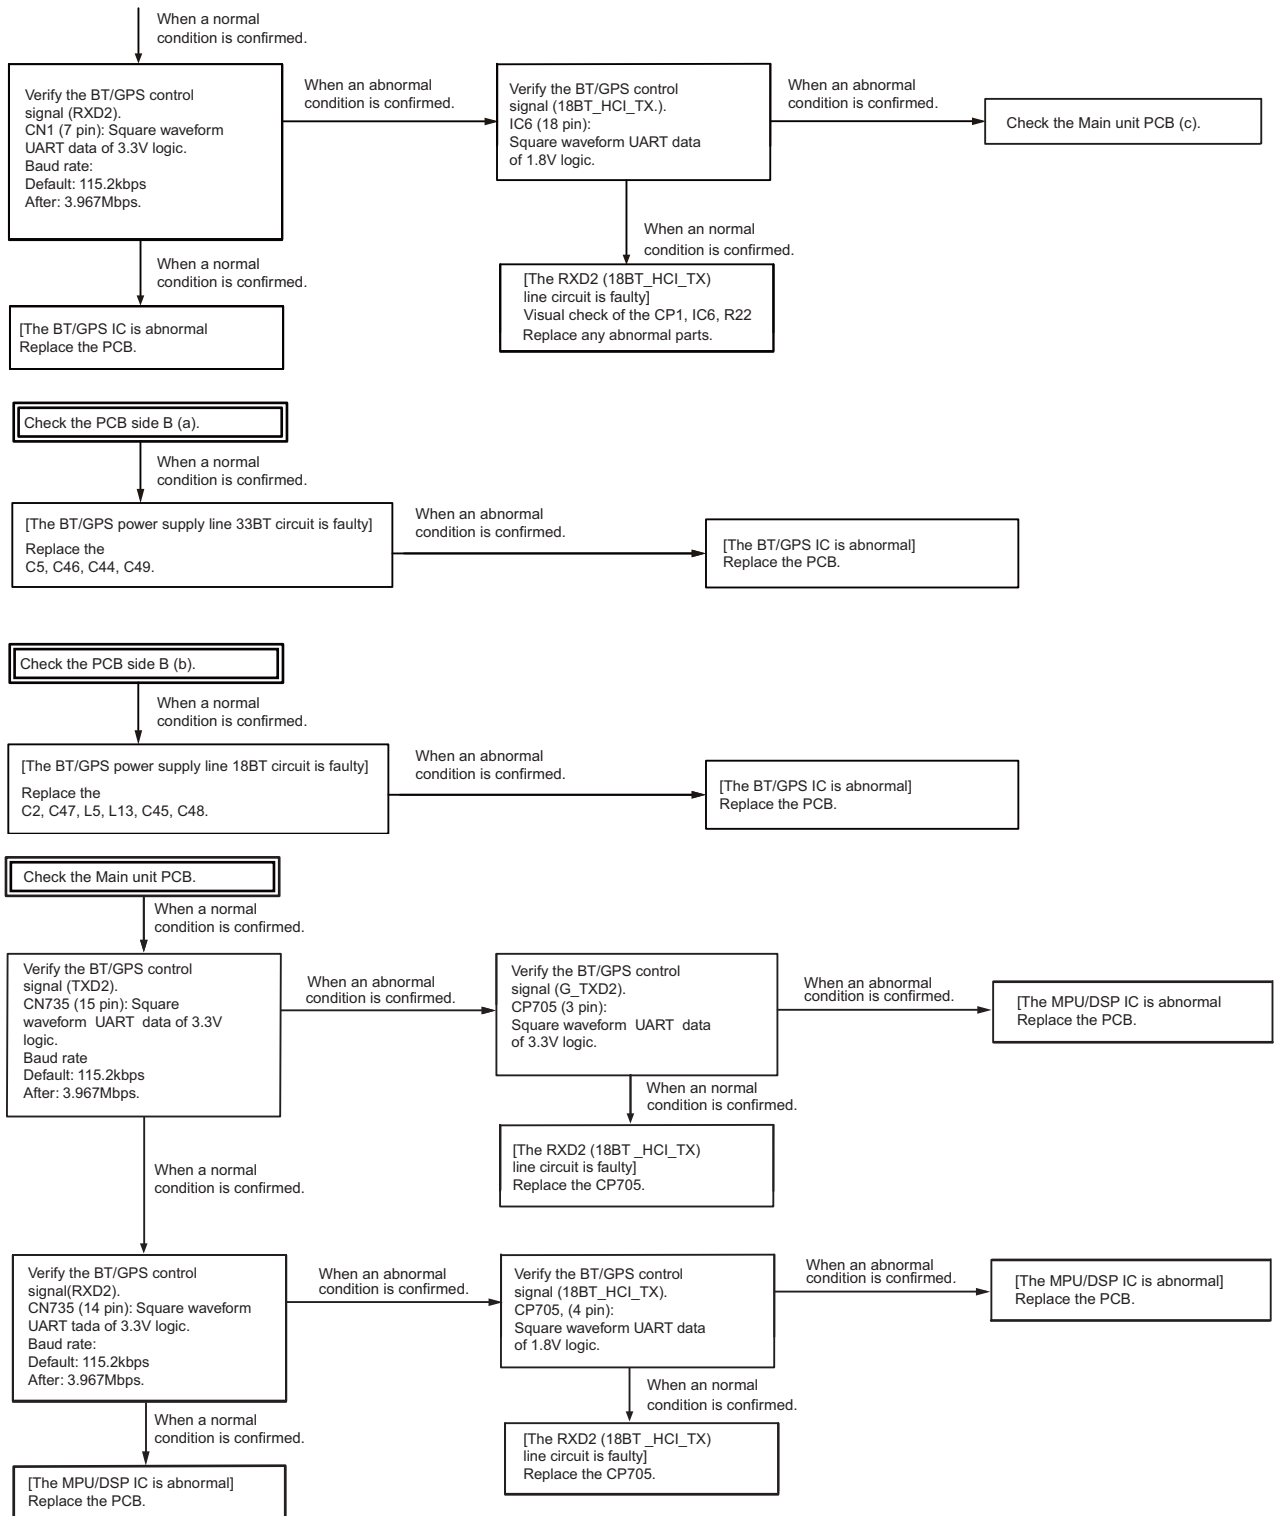 When a normal
condition is confirmed.
Verify the BT/GPS control
signal (RXD2).
CN1 (7 pin): Square waveform
UART data of 3.3V logic.
Baud rate:
Default: 115.2kbps
After: 3.967Mbps.
When an abnormal
condition is confirmed.
Verify the BT/GPS control
signal (18BT_HCI_TX.).
IC6 (18 pin):
Square waveform UART data
of 1.8V logic.
When an abnormal
condition is confirmed.
Check the Main unit PCB (c).
When an normal
condition is confirmed.
[The RXD2 (18BT_HCI_TX)
line circuit is faulty]
Visual check of the CP1, IC6, R22
Replace any abnormal parts.
When a normal
condition is confirmed.
[The BT/GPS IC is abnormal
Replace the PCB.
Check the PCB side B (a).
When a normal
condition is confirmed.
[The BT/GPS power supply line 33BT circuit is faulty]
Replace the
C5, C46, C44, C49.
When an abnormal
condition is confirmed.
[The BT/GPS IC is abnormal]
Replace the PCB.
Check the PCB side B (b).
When a normal
condition is confirmed.
[The BT/GPS power supply line 18BT circuit is faulty]
Replace the
C2, C47, L5, L13, C45, C48.
When an abnormal
condition is confirmed.
[The BT/GPS IC is abnormal]
Replace the PCB.
Check the Main unit PCB.
When a normal
condition is confirmed.
Verify the BT/GPS control
signal (TXD2).
CN735 (15 pin): Square
waveform UART data of 3.3V
logic.
Baud rate
Default: 115.2kbps
After: 3.967Mbps.
When an abnormal
condition is confirmed.
Verify the BT/GPS control
signal (G_TXD2).
CP705 (3 pin):
Square waveform UART data
of 3.3V logic.
When an abnormal
condition is confirmed.
[The MPU/DSP IC is abnormal
Replace the PCB.
When an normal
condition is confirmed.
[The RXD2 (18BT _HCI_TX)
line circuit is faulty]
Replace the CP705.
When a normal
condition is confirmed.
Verify the BT/GPS control
signal(RXD2).
CN735 (14 pin): Square waveform
UART tada of 3.3V logic.
Baud rate:
Default: 115.2kbps
After: 3.967Mbps.
When an abnormal
condition is confirmed.
Verify the BT/GPS control
signal (18BT_HCI_TX).
CP705, (4 pin):
Square waveform UART data
of 1.8V logic.
When an abnormal
condition is confirmed.
[The MPU/DSP IC is abnormal]
Replace the PCB.
When an normal
condition is confirmed.
[The RXD2 (18BT _HCI_TX)
line circuit is faulty]
Replace the CP705.
When a normal
condition is confirmed.
[The MPU/DSP IC is abnormal]
Replace the PCB.